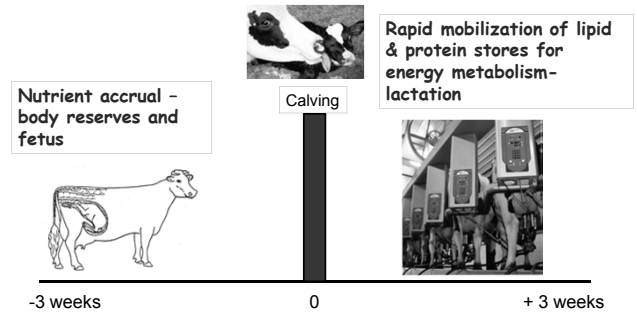 Rapid mobilization of lipid
& protein stores for
energy metabolism-
lactation
Nutrient accrual –
body reserves and
fetus
Calving
-3 weeks
0
+ 3 weeks